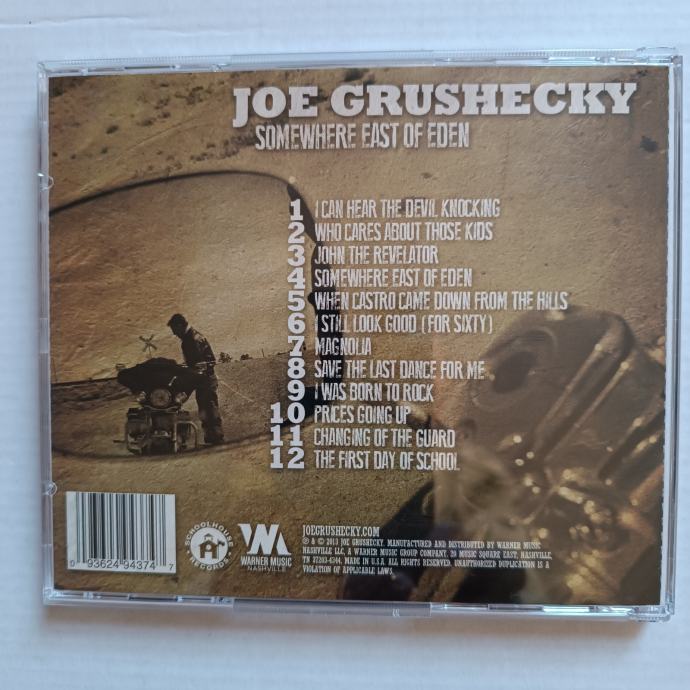 JOE GRUSHECKY
SOMEWHERE EAST OF EDEN
1 I CAN HEAR THE DEVIL KNOCKING
2 WHO CARES ABOUT THOSE KIDS
3 JOHN THE REVELATOR
4 SOMEWHERE EAST OF EDEN
5 WHEN CASTRO CAME DOWN FROM THE HILLS
6 I STILL LOOK GOOD (FOR SIXTY)
7 MAGNOLIA
8 SAVE THE LAST DANCE FOR ME
9 I WAS BORN TO ROCK
10 PRICES GOING UP
11 CHANGING OF THE GUARD
12 THE FIRST DAY OF SCHOOL
0 93624 94374 7
SCHOOLHOUSE
RECORDS
WARNER MUSIC
NASHVILLE
JOEGRUSHECKY.COM
℗ & © 2013 JOE GRUSHECKY. MANUFACTURED AND DISTRIBUTED BY WARNER MUSIC
NASHVILLE LLC, A WARNER MUSIC GROUP COMPANY. 20 MUSIC SQUARE EAST, NASHVILLE,
TN 37203-4344. MADE IN U.S.A. ALL RIGHTS RESERVED. UNAUTHORIZED DUPLICATION IS A
VIOLATION OF APPLICABLE LAWS.